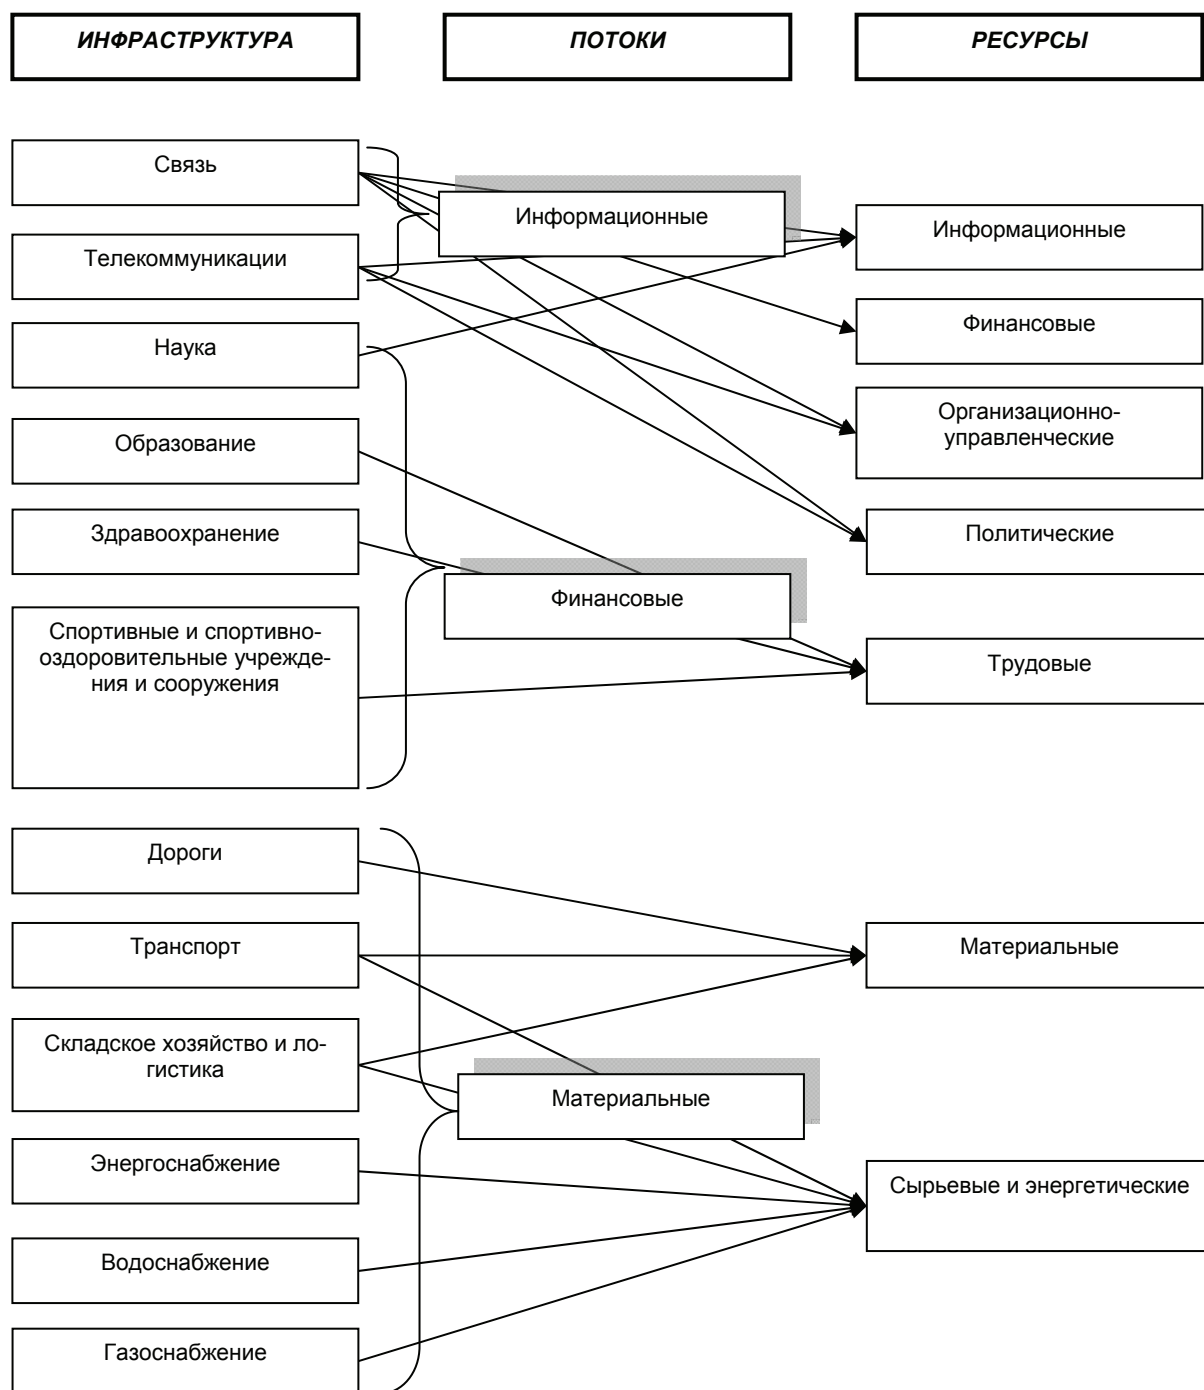 ИНФРАСТРУКТУРА
ПОТОКИ
РЕСУРСЫ
Связь
Информационные
Информационные
Телекоммуникации
Финансовые
Наука
Организационно-
управленческие
Образование
Здравоохранение
Политические
Финансовые
Спортивные и спортивно-
оздоровительные учрежде-
ния и сооружения
Трудовые
Дороги
Транспорт
Материальные
Складское хозяйство и ло-
гистика
Материальные
Энергоснабжение
Сырьевые и энергетические
Водоснабжение
Газоснабжение